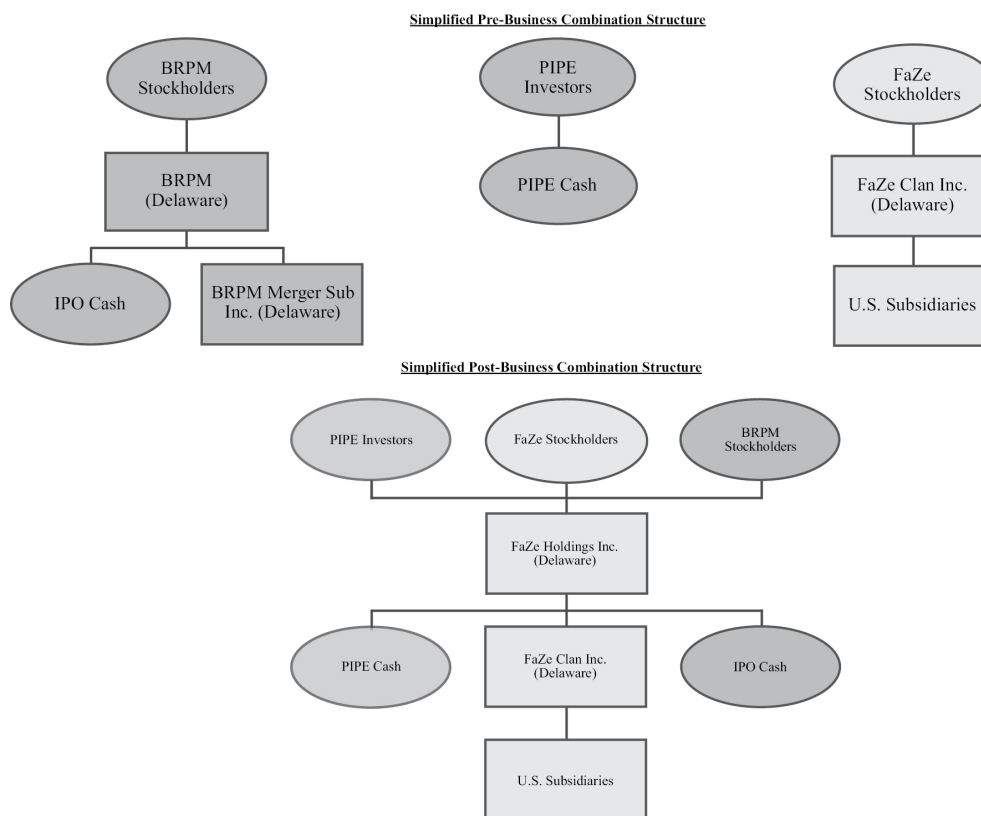 Simplified Pre-Business Combination Structure
BRPM
Stockholders
PIPE
Investors
FaZe
Stockholders
BRPM
(Delaware)
PIPE Cash
FaZe Clan Inc.
(Delaware)
IPO Cash
BRPM Merger Sub
Inc. (Delaware)
U.S. Subsidiaries
Simplified Post-Business Combination Structure
PIPE Investors
FaZe Stockholders
BRPM
Stockholders
FaZe Holdings Inc.
(Delaware)
PIPE Cash
FaZe Clan Inc.
(Delaware)
IPO Cash
U.S. Subsidiaries